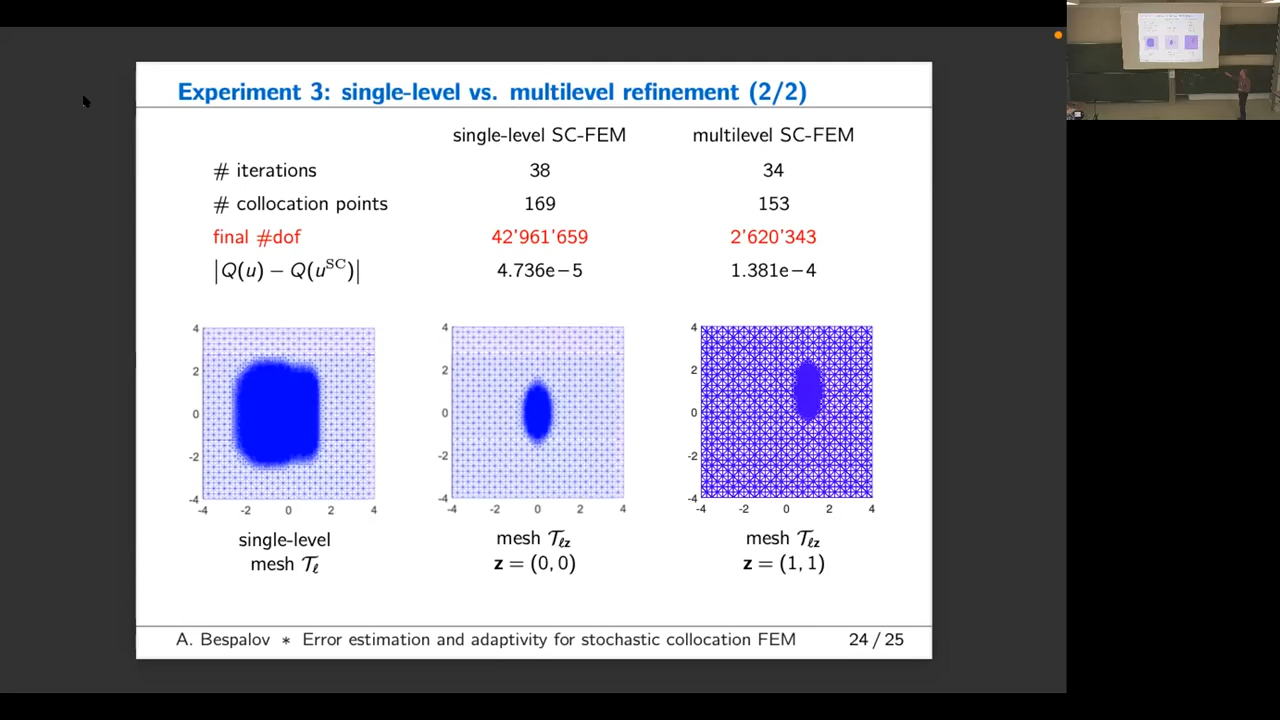 Experiment 3: single-level vs. multilevel refinement (2/2)
single-level SC-FEM multilevel SC-FEM
# iterations 38 34
# collocation points 169 153
final #dof 42'961'659 2'620'343
|Q(u) − Q(uSC)| 4.736e−5 1.381e−4
4 4 4
2 2 2
0 0 0
-2 -2 -2
-4 -4 -4
-4 -2 0 2 4 -4 -2 0 2 4 -4 -2 0 2 4
single-level mesh 𝒯ℓz mesh 𝒯ℓz
mesh 𝒯ℓ z = (0, 0) z = (1, 1)
A. Bespalov ∗ Error estimation and adaptivity for stochastic collocation FEM 24 / 25